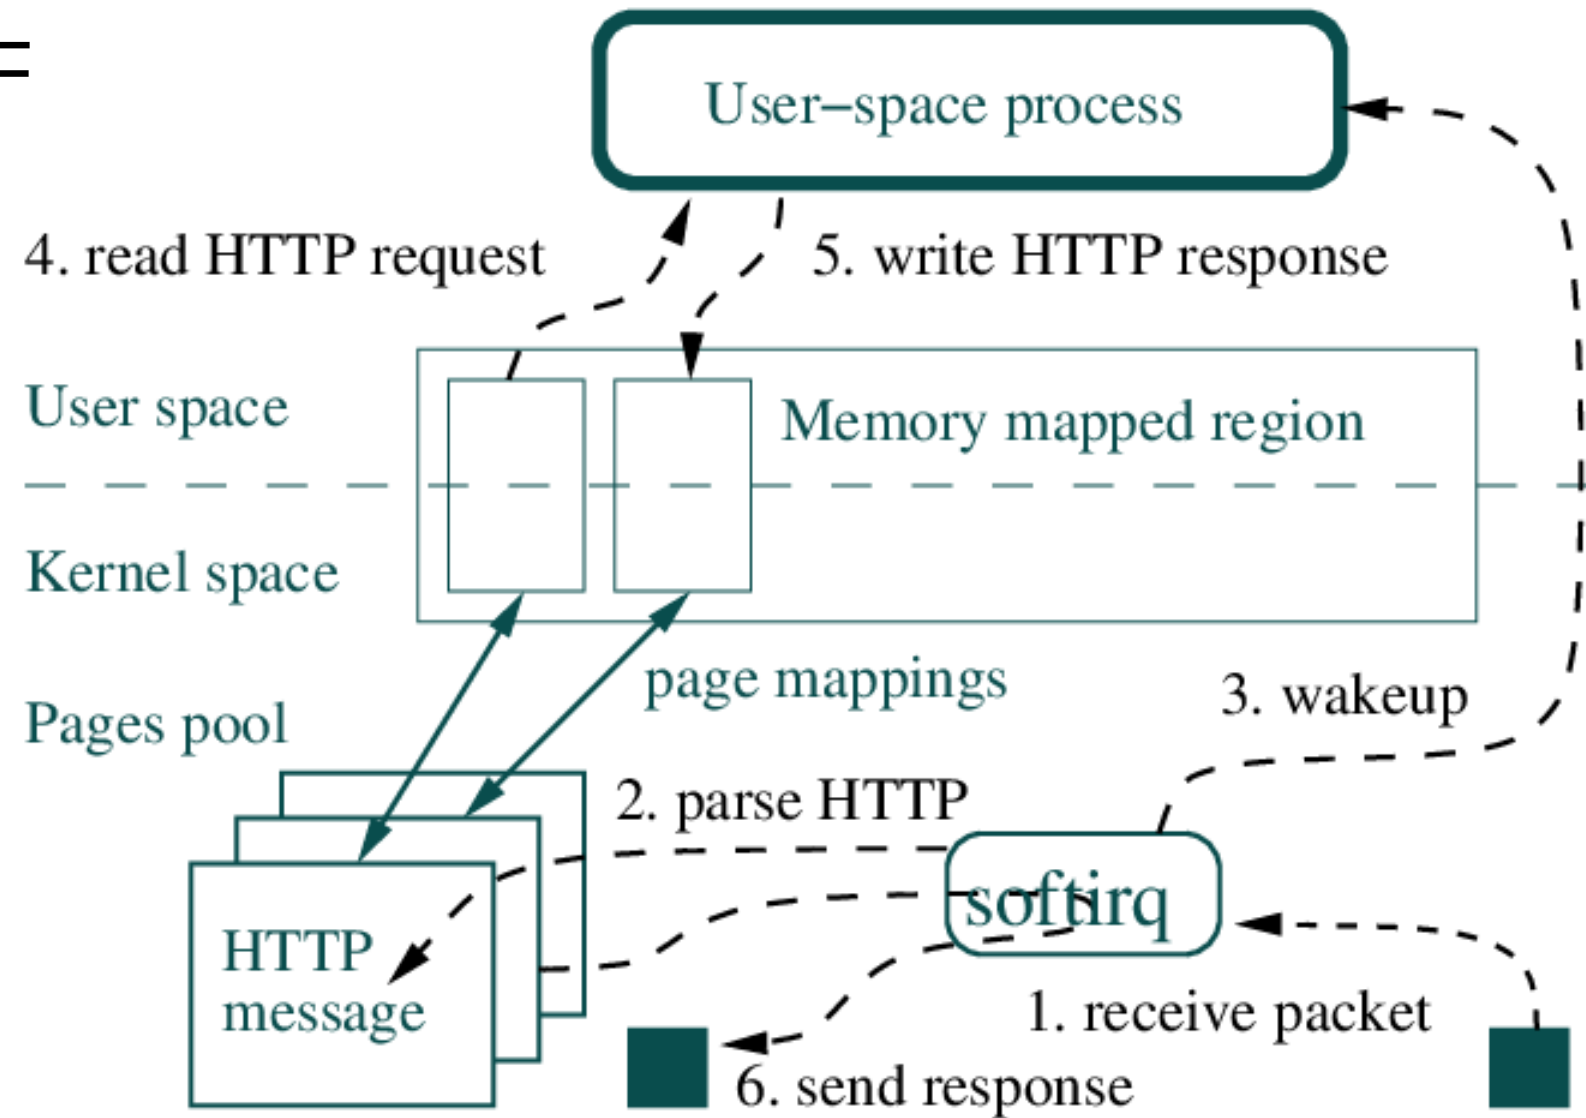 User–space process
4. read HTTP request
5. write HTTP response
User space
Memory mapped region
Kernel space
page mappings
Pages pool
3. wakeup
2. parse HTTP
softirq
HTTP
message
1. receive packet
6. send response